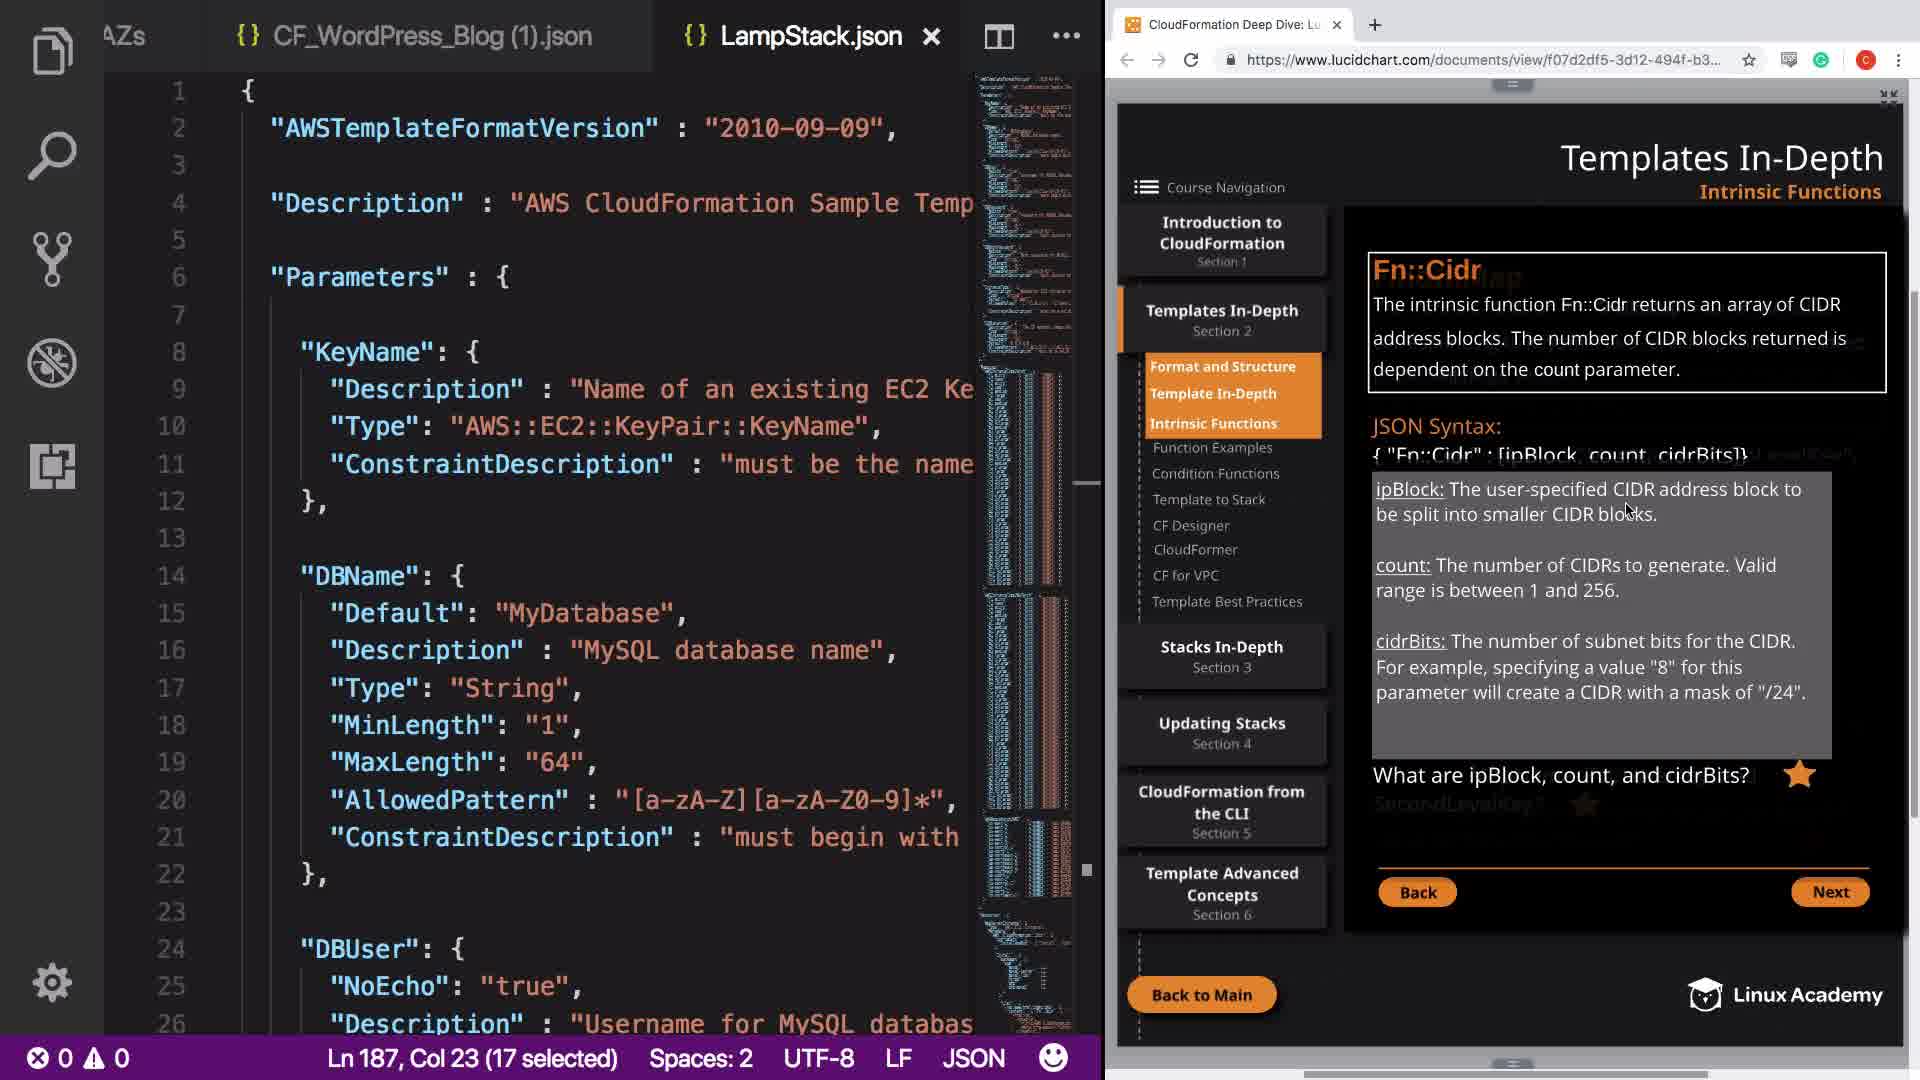 AZs
{} CF_WordPress_Blog (1).json
{} LampStack.json
1 {
2 "AWSTemplateFormatVersion" : "2010-09-09",
3
4 "Description" : "AWS CloudFormation Sample Temp
5
6 "Parameters" : {
7
8 "KeyName": {
9 "Description" : "Name of an existing EC2 Ke
10 "Type": "AWS::EC2::KeyPair::KeyName",
11 "ConstraintDescription" : "must be the name
12 },
13
14 "DBName": {
15 "Default": "MyDatabase",
16 "Description" : "MySQL database name",
17 "Type": "String",
18 "MinLength": "1",
19 "MaxLength": "64",
20 "AllowedPattern" : "[a-zA-Z][a-zA-Z0-9]*",
21 "ConstraintDescription" : "must begin with
22 },
23
24 "DBUser": {
25 "NoEcho": "true",
26 "Description" : "Username for MySQL databas
0 0
Ln 187, Col 23 (17 selected) Spaces: 2 UTF-8 LF JSON
CloudFormation Deep Dive: Lu
https://www.lucidchart.com/documents/view/f07d2df5-3d12-494f-b3...
C
Templates In-Depth
Intrinsic Functions
Course Navigation
Introduction to
CloudFormation
Section 1
Templates In-Depth
Section 2
Format and Structure
Template In-Depth
Intrinsic Functions
Function Examples
Condition Functions
Template to Stack
CF Designer
CloudFormer
CF for VPC
Template Best Practices
Stacks In-Depth
Section 3
Updating Stacks
Section 4
CloudFormation from
the CLI
Section 5
Template Advanced
Concepts
Section 6
Back to Main
Fn::Cidr
The intrinsic function Fn::Cidr returns an array of CIDR
address blocks. The number of CIDR blocks returned is
dependent on the count parameter.
JSON Syntax:
{ "Fn::Cidr" : [ipBlock, count, cidrBits]}
ipBlock: The user-specified CIDR address block to
be split into smaller CIDR blocks.
count: The number of CIDRs to generate. Valid
range is between 1 and 256.
cidrBits: The number of subnet bits for the CIDR.
For example, specifying a value "8" for this
parameter will create a CIDR with a mask of "/24".
What are ipBlock, count, and cidrBits?
SecondLevelKey?
Back
Next
Linux Academy